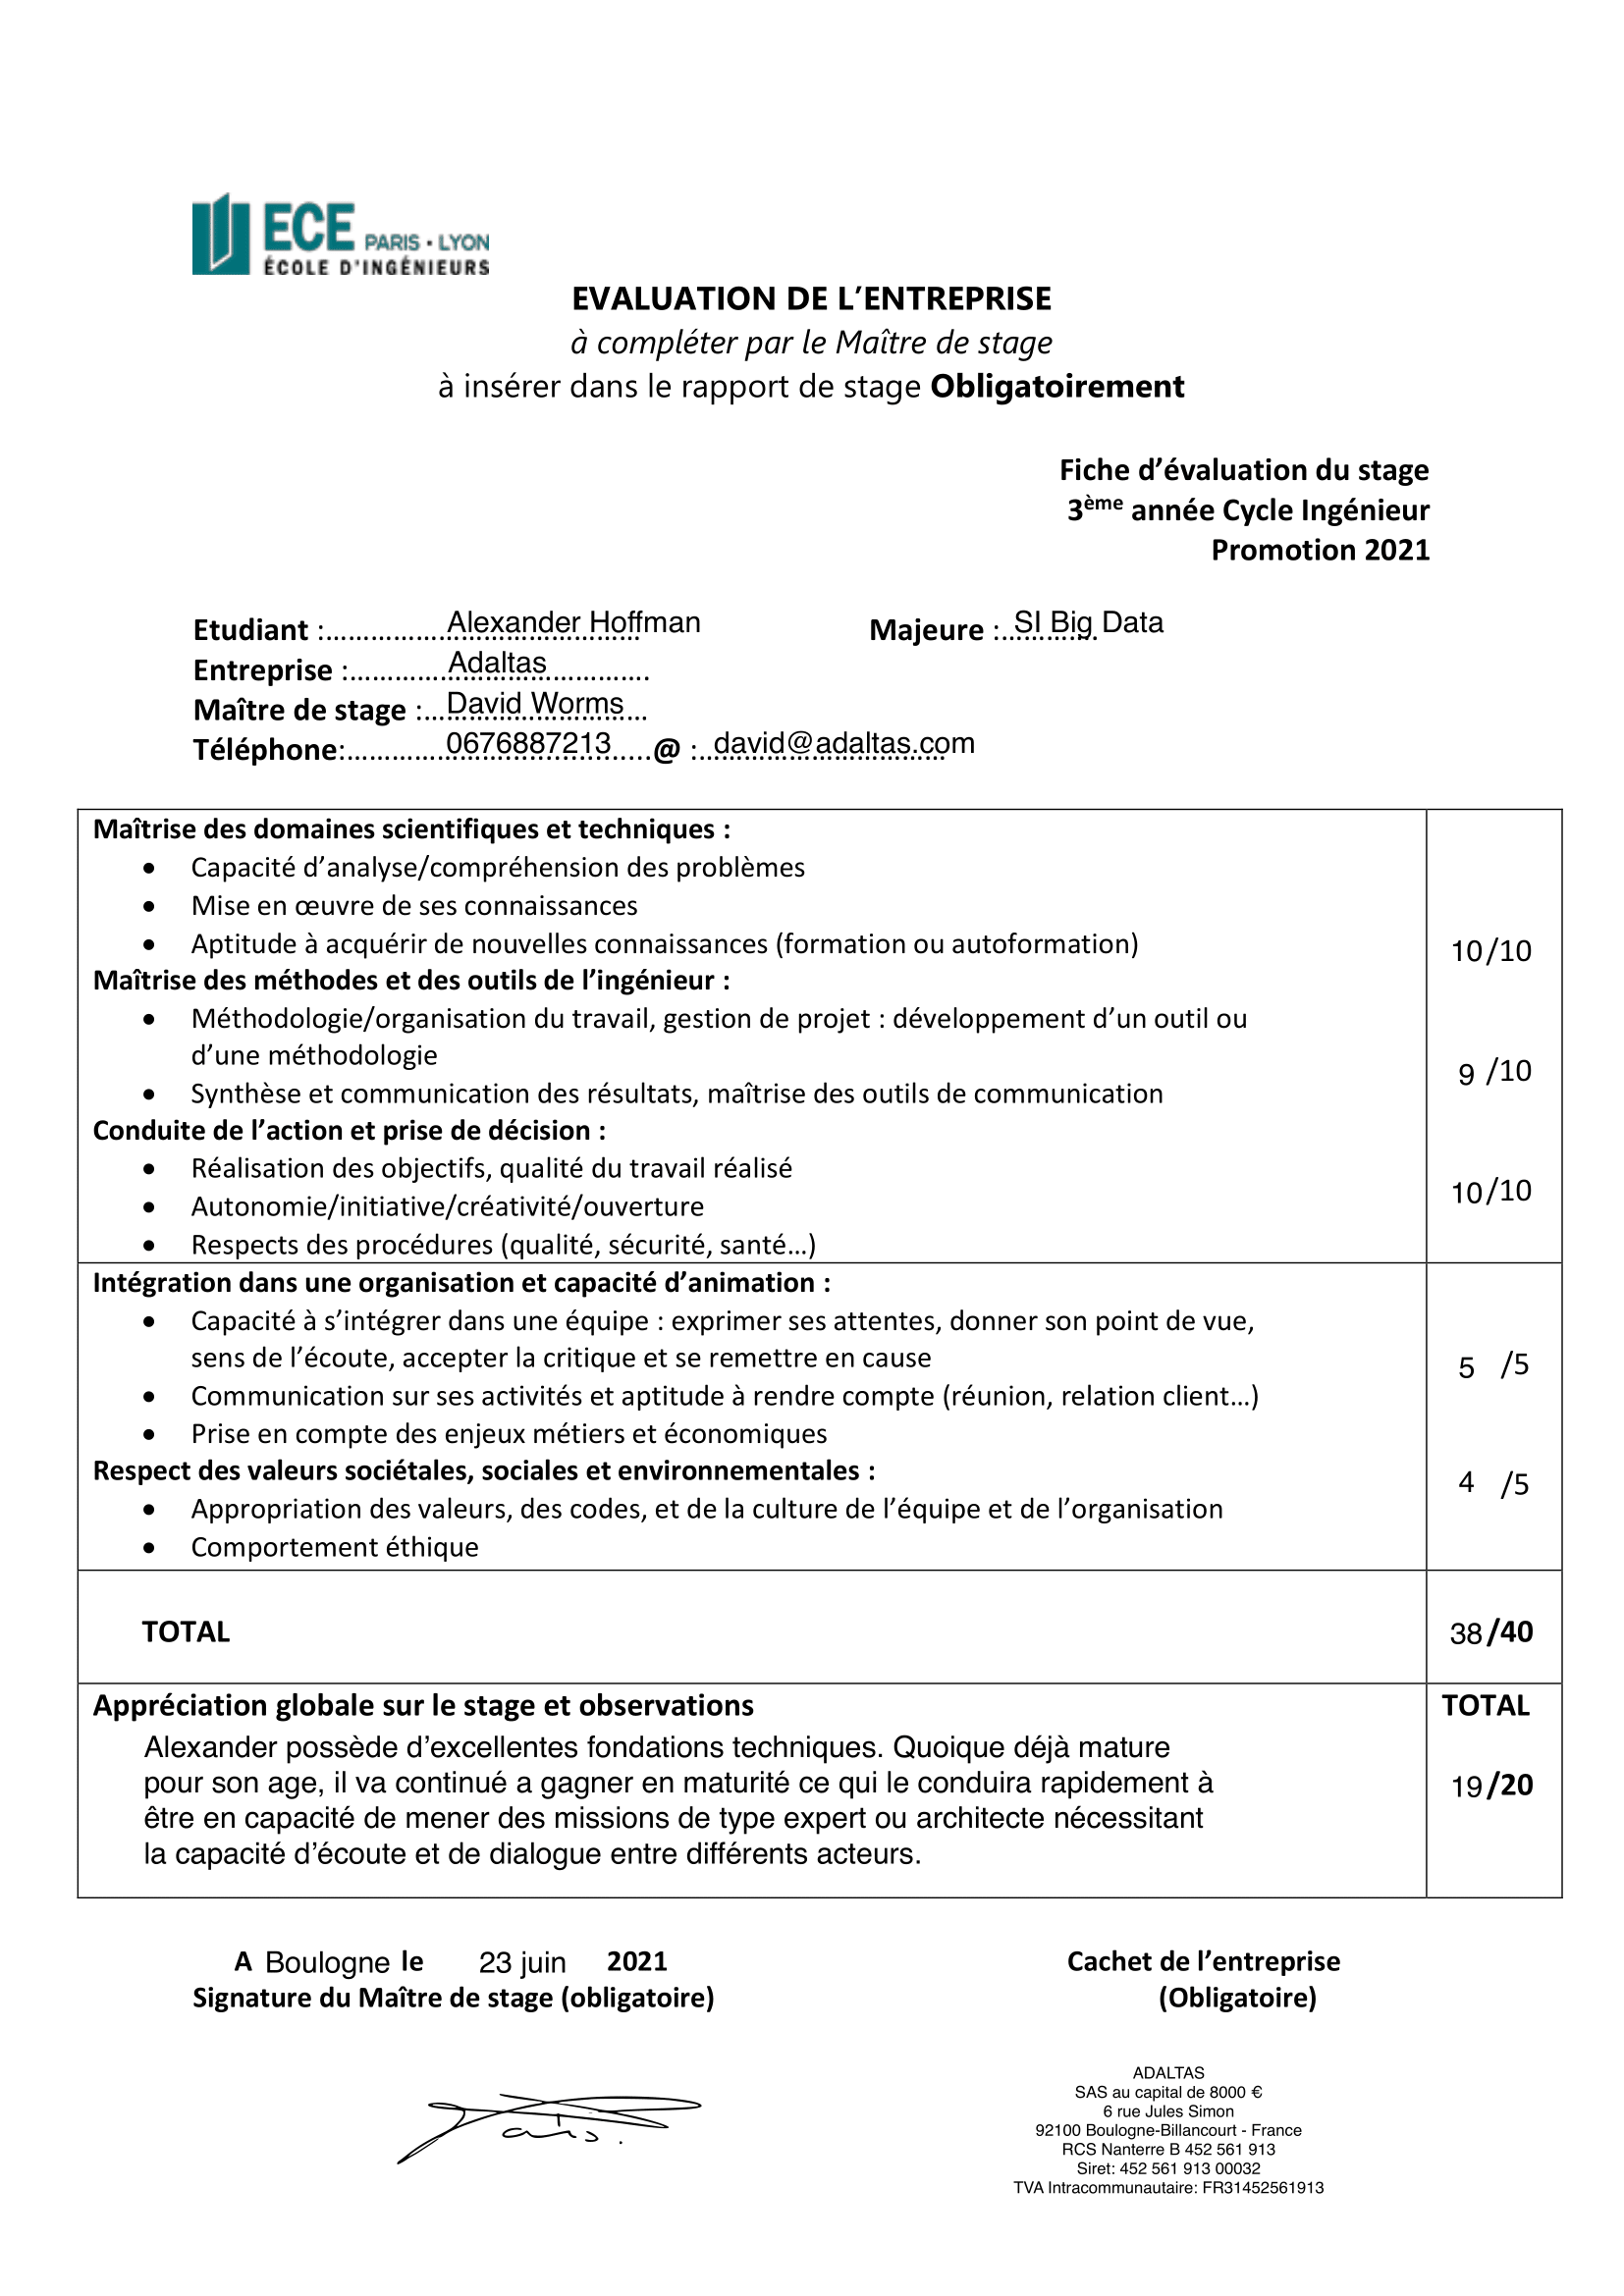 ECE PARIS • LYON
ÉCOLE D'INGÉNIEURS
EVALUATION DE L'ENTREPRISE
à compléter par le Maître de stage
à insérer dans le rapport de stage Obligatoirement
Fiche d'évaluation du stage
3ème année Cycle Ingénieur
Promotion 2021
Etudiant : Alexander Hoffman Majeure : SI Big Data
Entreprise : Adaltas
Maître de stage : David Worms
Téléphone: 0676887213 @ : david@adaltas.com
Maîtrise des domaines scientifiques et techniques :
• Capacité d'analyse/compréhension des problèmes
• Mise en œuvre de ses connaissances
• Aptitude à acquérir de nouvelles connaissances (formation ou autoformation) 10/10
Maîtrise des méthodes et des outils de l'ingénieur :
• Méthodologie/organisation du travail, gestion de projet : développement d'un outil ou
d'une méthodologie 9 /10
• Synthèse et communication des résultats, maîtrise des outils de communication
Conduite de l'action et prise de décision :
• Réalisation des objectifs, qualité du travail réalisé
• Autonomie/initiative/créativité/ouverture 10/10
• Respects des procédures (qualité, sécurité, santé…)
Intégration dans une organisation et capacité d'animation :
• Capacité à s'intégrer dans une équipe : exprimer ses attentes, donner son point de vue,
sens de l'écoute, accepter la critique et se remettre en cause 5 /5
• Communication sur ses activités et aptitude à rendre compte (réunion, relation client…)
• Prise en compte des enjeux métiers et économiques
Respect des valeurs sociétales, sociales et environnementales : 4 /5
• Appropriation des valeurs, des codes, et de la culture de l'équipe et de l'organisation
• Comportement éthique
TOTAL 38/40
Appréciation globale sur le stage et observations TOTAL
Alexander possède d'excellentes fondations techniques. Quoique déjà mature
pour son age, il va continué a gagner en maturité ce qui le conduira rapidement à 19/20
être en capacité de mener des missions de type expert ou architecte nécessitant
la capacité d'écoute et de dialogue entre différents acteurs.
A Boulogne le 23 juin 2021 Cachet de l'entreprise
Signature du Maître de stage (obligatoire) (Obligatoire)
ADALTAS
SAS au capital de 8000 €
6 rue Jules Simon
92100 Boulogne-Billancourt - France
RCS Nanterre B 452 561 913
Siret: 452 561 913 00032
TVA Intracommunautaire: FR31452561913